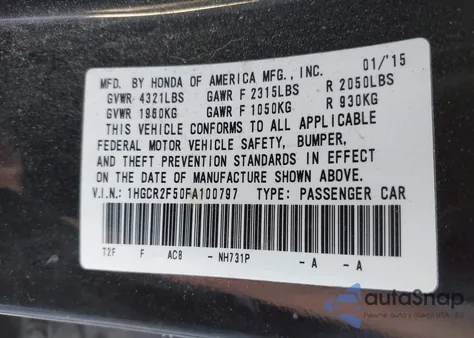 MFD. BY HONDA OF AMERICA MFG., INC. 01/'15
GVWR 4321LBS GAWR F 2315LBS R 2050LBS
GVWR 1960KG GAWR F 1050KG R 930KG
THIS VEHICLE CONFORMS TO ALL APPLICABLE
FEDERAL MOTOR VEHICLE SAFETY, BUMPER,
AND THEFT PREVENTION STANDARDS IN EFFECT
ON THE DATE OF MANUFACTURE SHOWN ABOVE.
V.I.N.: 1HGCR2F50FA100797 TYPE: PASSENGER CAR
T2F F AC8 - NH731P - A - A
autoSnap